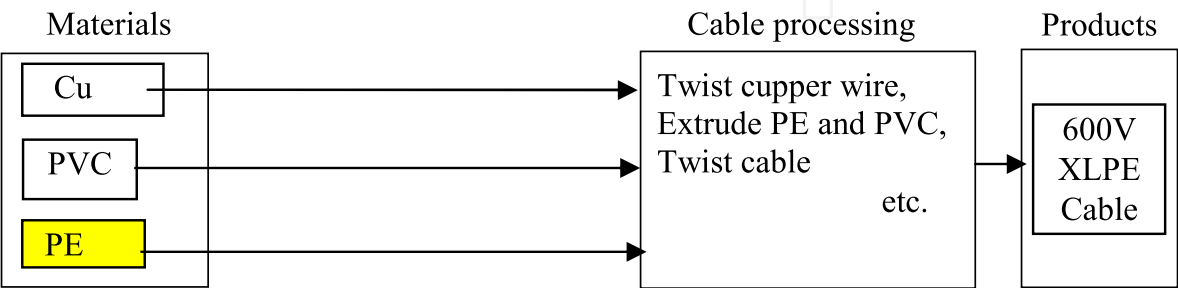 Materials
Cable processing
Products
Cu
PVC
PE
Twist cupper wire,
Extrude PE and PVC,
Twist cable
etc.
600V
XLPE
Cable